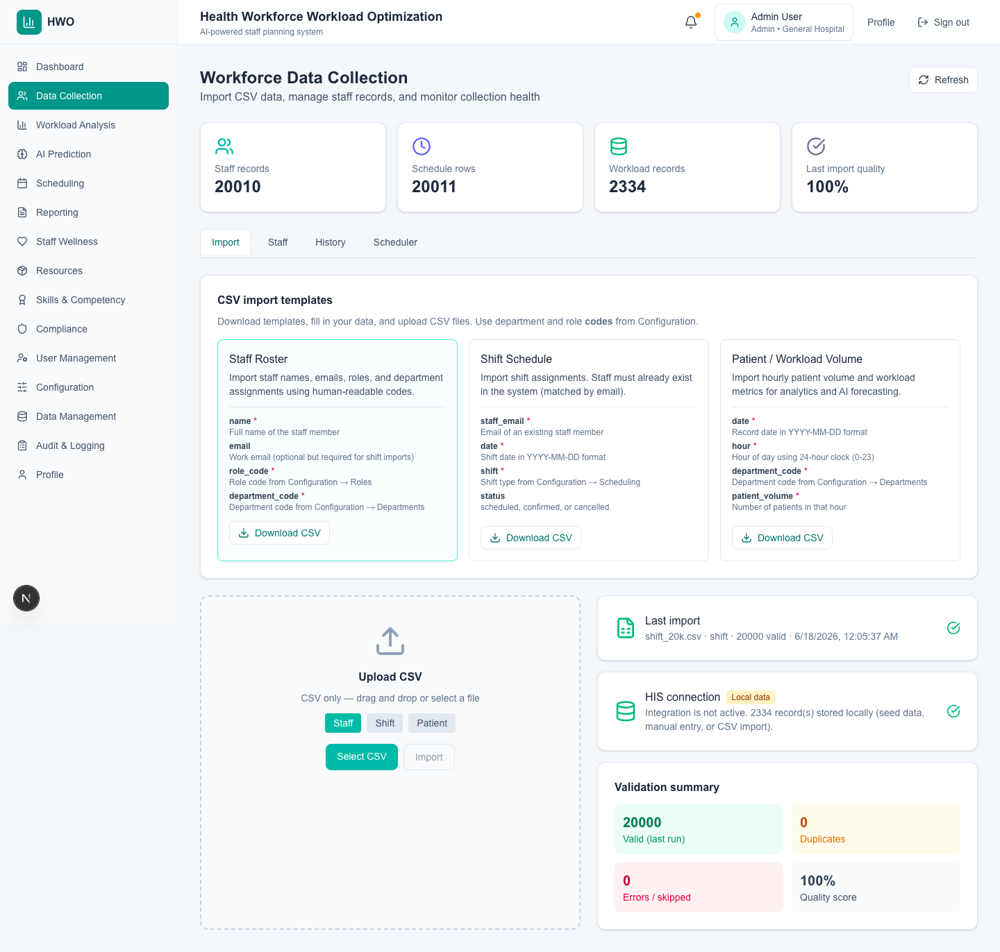 HWO
Health Workforce Workload Optimization
AI-powered staff planning system
Admin User
Admin • General Hospital
Profile
Sign out
Dashboard
Data Collection
Workload Analysis
AI Prediction
Scheduling
Reporting
Staff Wellness
Resources
Skills & Competency
Compliance
User Management
Configuration
Data Management
Audit & Logging
Profile
N
Workforce Data Collection
Import CSV data, manage staff records, and monitor collection health
Refresh
Staff records
20010
Schedule rows
20011
Workload records
2334
Last import quality
100%
Import
Staff
History
Scheduler
CSV import templates
Download templates, fill in your data, and upload CSV files. Use department and role codes from Configuration.
Staff Roster
Import staff names, emails, roles, and department
assignments using human-readable codes.
name *
Full name of the staff member
email
Work email (optional but required for shift imports)
role_code *
Role code from Configuration → Roles
department_code *
Department code from Configuration → Departments
Download CSV
Shift Schedule
Import shift assignments. Staff must already exist
in the system (matched by email).
staff_email *
Email of an existing staff member
date *
Shift date in YYYY-MM-DD format
shift *
Shift type from Configuration → Scheduling
status
scheduled, confirmed, or cancelled
Download CSV
Patient / Workload Volume
Import hourly patient volume and workload
metrics for analytics and AI forecasting.
date *
Record date in YYYY-MM-DD format
hour *
Hour of day using 24-hour clock (0-23)
department_code *
Department code from Configuration → Departments
patient_volume *
Number of patients in that hour
Download CSV
Upload CSV
CSV only — drag and drop or select a file
Staff
Shift
Patient
Select CSV
Import
Last import
shift_20k.csv · shift · 20000 valid · 6/18/2026, 12:05:37 AM
HIS connection
Local data
Integration is not active. 2334 record(s) stored locally (seed data,
manual entry, or CSV import).
Validation summary
20000
Valid (last run)
0
Duplicates
0
Errors / skipped
100%
Quality score